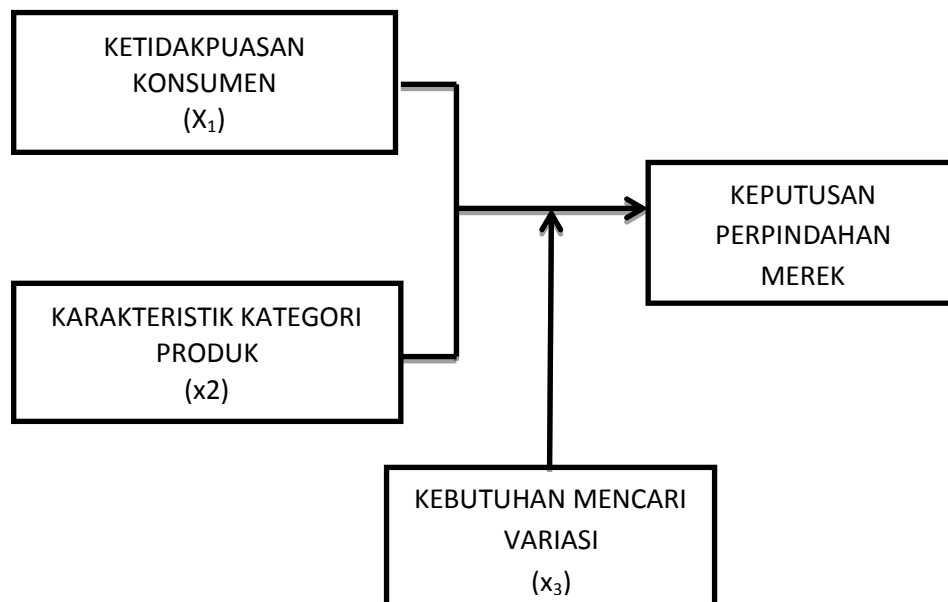 KETIDAKPUASAN
KONSUMEN
(X₁)
KARAKTERISTIK KATEGORI
PRODUK
(x2)
KEPUTUSAN
PERPINDAHAN
MEREK
KEBUTUHAN MENCARI
VARIASI
(x₃)